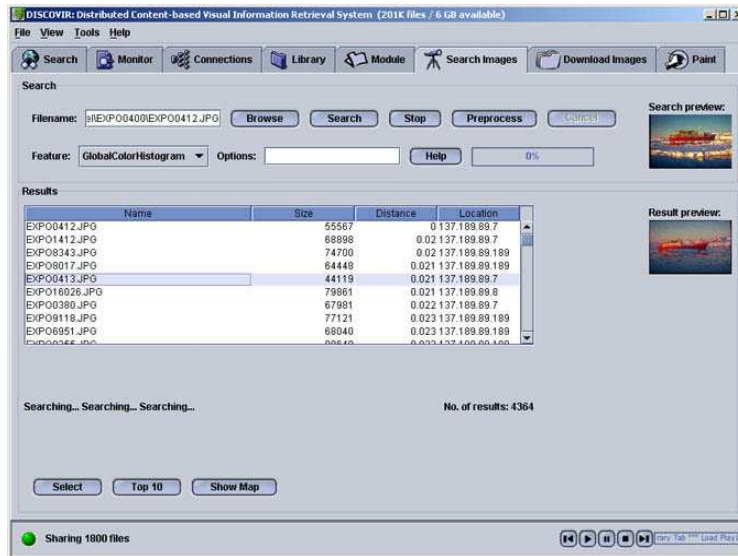 DISCOVIR: Distributed Content-based Visual Information Retrieval System (201K files / 6 GB available)
File View Tools Help
Search Monitor Connections Library Module Search Images Download Images Paint
Search
Filename: el\EXPO0400\EXPO0412.JPG Browse Search Stop Preprocess Cancel Search preview:
Feature: GlobalColorHistogram Options: Help 0%
Results
Name Size Distance Location Result preview:
EXPO0412.JPG 55567 0 137.189.89.7
EXPO1412.JPG 68898 0.02 137.189.89.7
EXPO8343.JPG 74700 0.02 137.189.89.189
EXPO8017.JPG 64448 0.021 137.189.89.189
EXPO0413.JPG 44119 0.021 137.189.89.7
EXPO16026.JPG 79861 0.021 137.189.89.8
EXPO0380.JPG 67981 0.022 137.189.89.7
EXPO9118.JPG 77121 0.023 137.189.89.189
EXPO6951.JPG 68040 0.023 137.189.89.189
Searching... Searching... Searching... No. of results: 4364
Select Top 10 Show Map
Sharing 1800 files rary Tab *** Load Playl